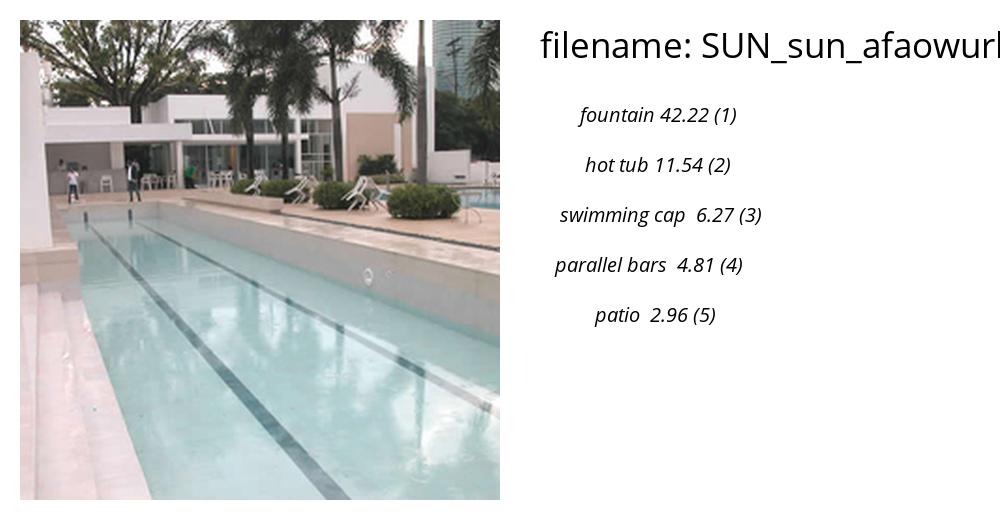 filename: SUN_sun_afaowurl
fountain 42.22 (1)
hot tub 11.54 (2)
swimming cap 6.27 (3)
parallel bars 4.81 (4)
patio 2.96 (5)